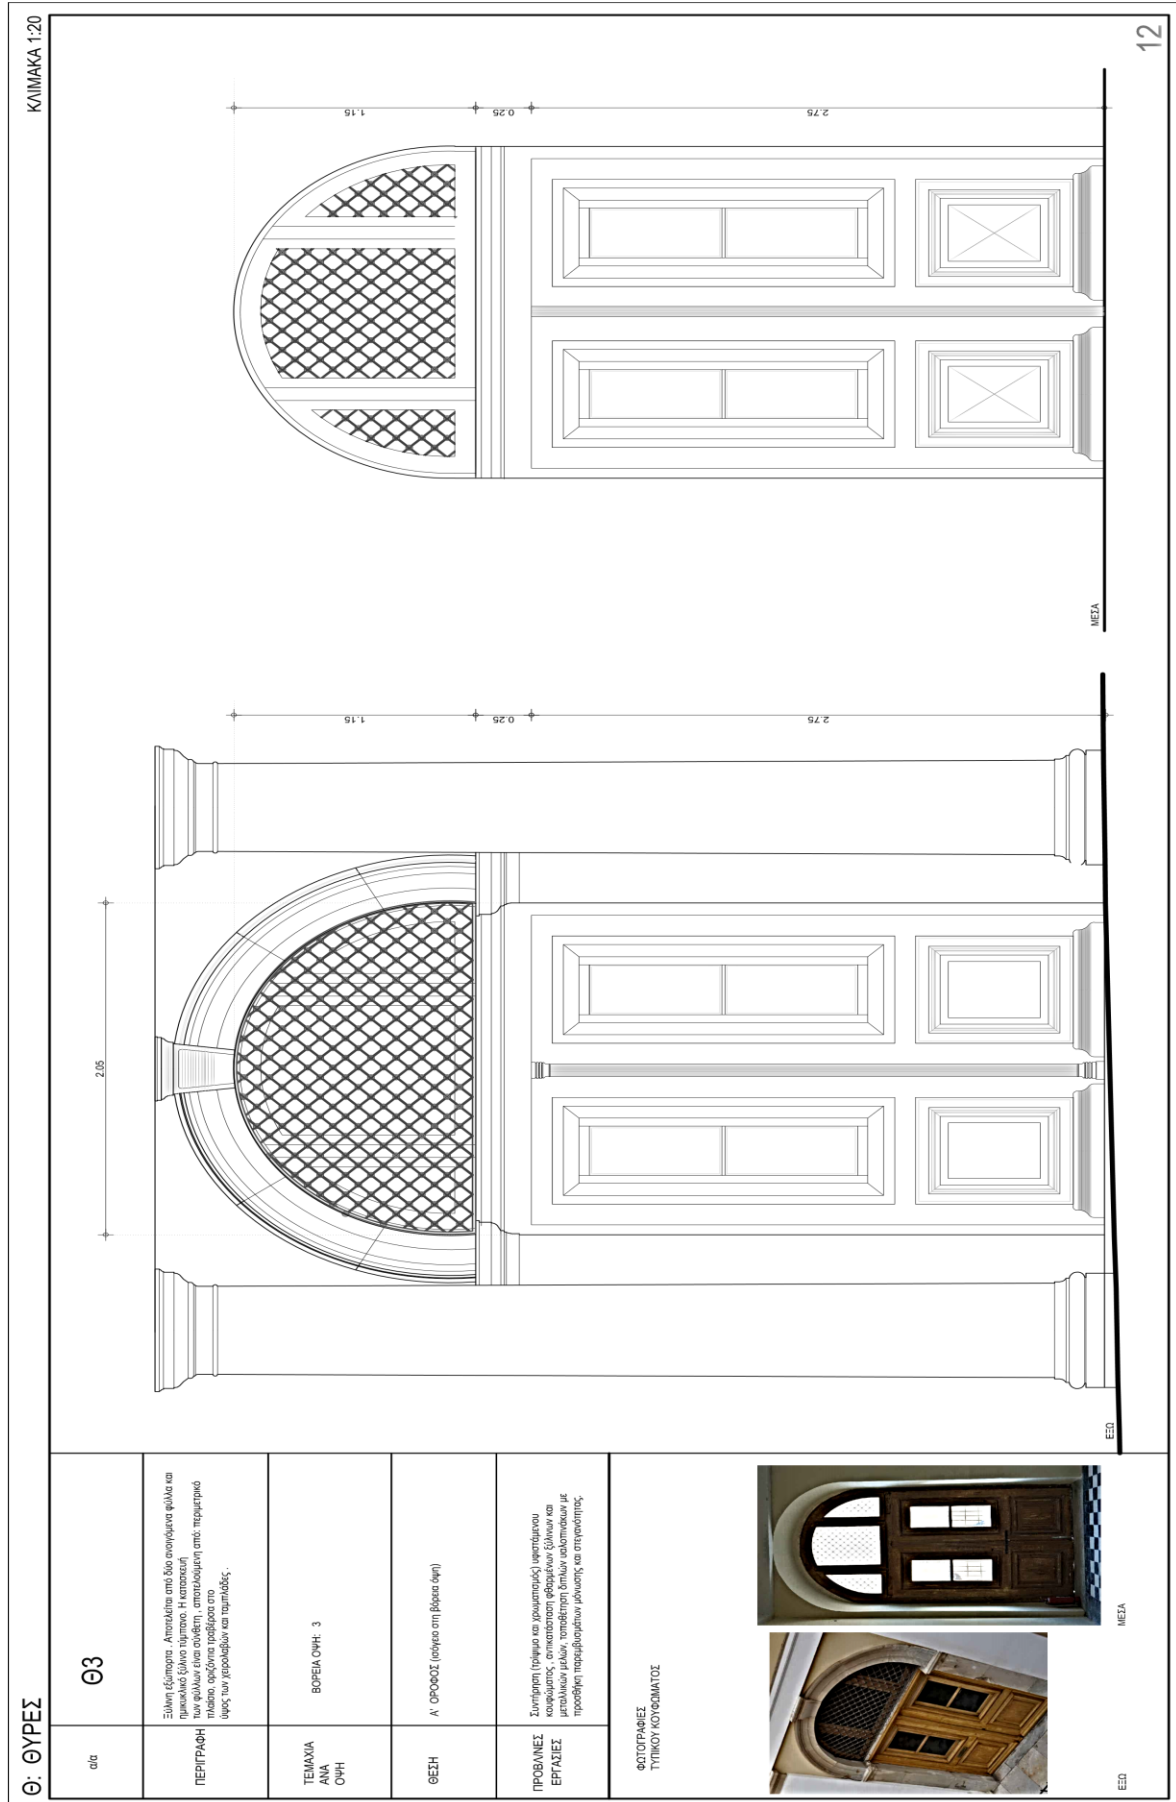 Θ: ΘΥΡΕΣ
ΚΛΙΜΑΚΑ 1:20
α/α
Θ3
ΠΕΡΙΓΡΑΦΗ
Ξύλινη εξώπορτα . Αποτελείται από δύο ανοιγόμενα φύλλα και
ημικυκλικό ξύλινο τύμπανο. Η κατασκευή
των φύλλων είναι σύνθετη , αποτελούμενη από: περιμετρικό
πλαίσιο, οριζόντια τραβέρσα στο
ύψος των χειρολαβών και ταμπλάδες .
ΤΕΜΑΧΙΑ
ΑΝΑ
ΟΨΗ
ΒΟΡΕΙΑ ΟΨΗ: 3
ΘΕΣΗ
Α' ΟΡΟΦΟΣ (ισόγειο στη βόρεια όψη)
ΠΡΟΒΛ/ΝΕΣ
ΕΡΓΑΣΙΕΣ
Συντήρηση (τρίψιμο και χρωματισμός) υφιστάμενου
κουφώματος , αντικατάσταση φθαρμένων ξύλινων και
μεταλλικών μελών, τοποθέτηση διπλών υαλοπινάκων με
προσθήκη παρεμβυσμάτων μόνωσης και στεγανότητας.
ΦΩΤΟΓΡΑΦΙΕΣ
ΤΥΠΙΚΟΥ ΚΟΥΦΩΜΑΤΟΣ
ΕΞΩ
ΜΕΣΑ
2.05
1.15
0.25
2.75
ΕΞΩ
1.15
0.25
2.75
ΜΕΣΑ
12